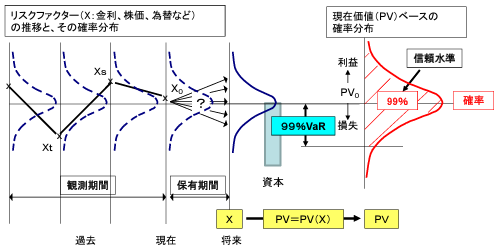 リスクファクター(X:金利、株価、為替など)
の推移と、その確率分布
現在価値(PV)ベースの
確率分布
信頼水準
利益
Xs
Xo
X
PVo
99%
確率
?
損失
99%VaR
Xt
観測期間
保有期間
資本
X
PV=PV(X)
PV
過去
現在
将来